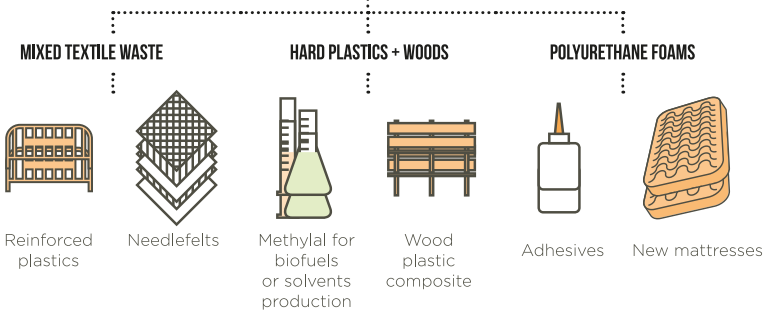 MIXED TEXTILE WASTE
HARD PLASTICS + WOODS
POLYURETHANE FOAMS
Reinforced
plastics
Needlefelts
Methylal for
biofuels
or solvents
production
Wood
plastic
composite
Adhesives
New mattresses